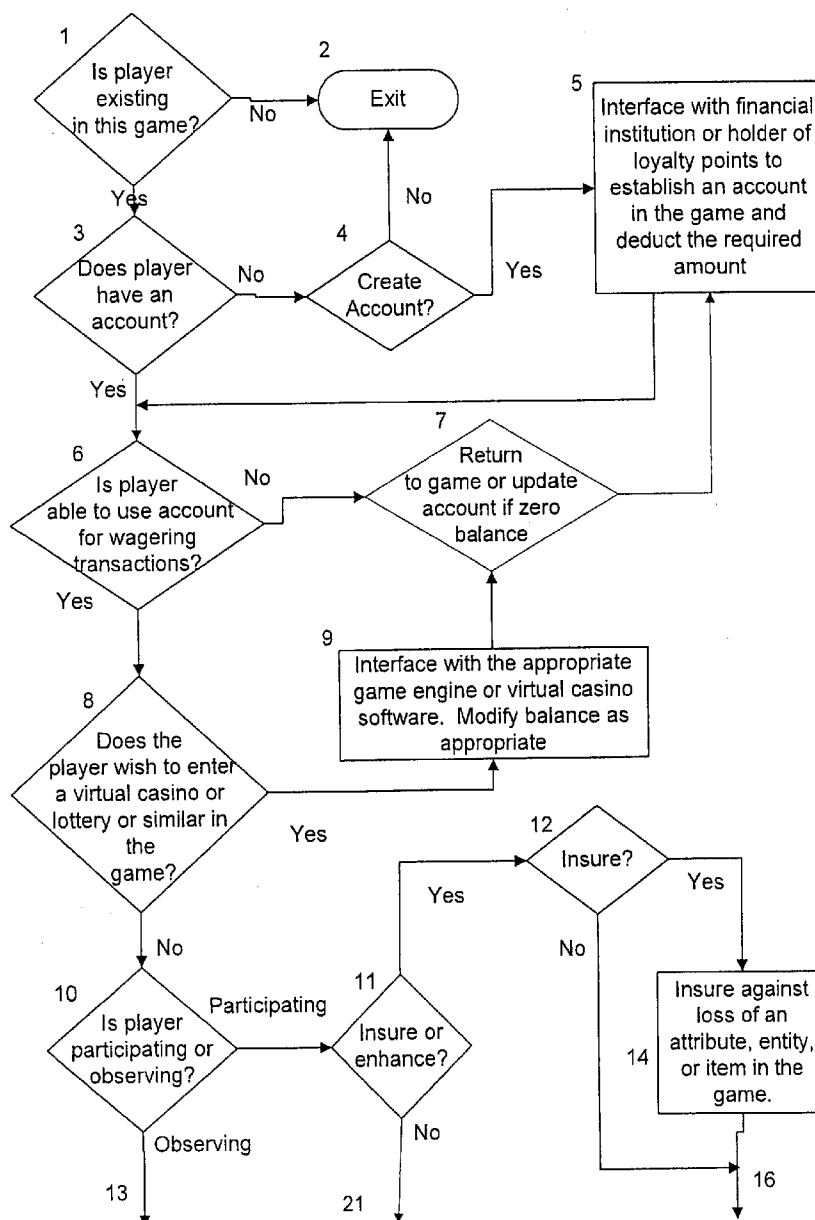 1
Is player
existing
in this game?
No
2
Exit
Yes
3
Does player
have an
account?
No
4
Create
Account?
No
Yes
5
Interface with financial
institution or holder of
loyalty points to
establish an account
in the game and
deduct the required
amount
Yes
6
Is player
able to use account
for wagering
transactions?
No
7
Return
to game or update
account if zero
balance
Yes
8
Does the
player wish to enter
a virtual casino or
lottery or similar in
the
game?
Yes
9
Interface with the appropriate
game engine or virtual casino
software. Modify balance as
appropriate
No
10
Is player
participating or
observing?
Participating
11
Insure or
enhance?
Yes
12
Insure?
Yes
No
14
Insure against
loss of an
attribute, entity,
or item in the
game.
Observing
13
No
21
16